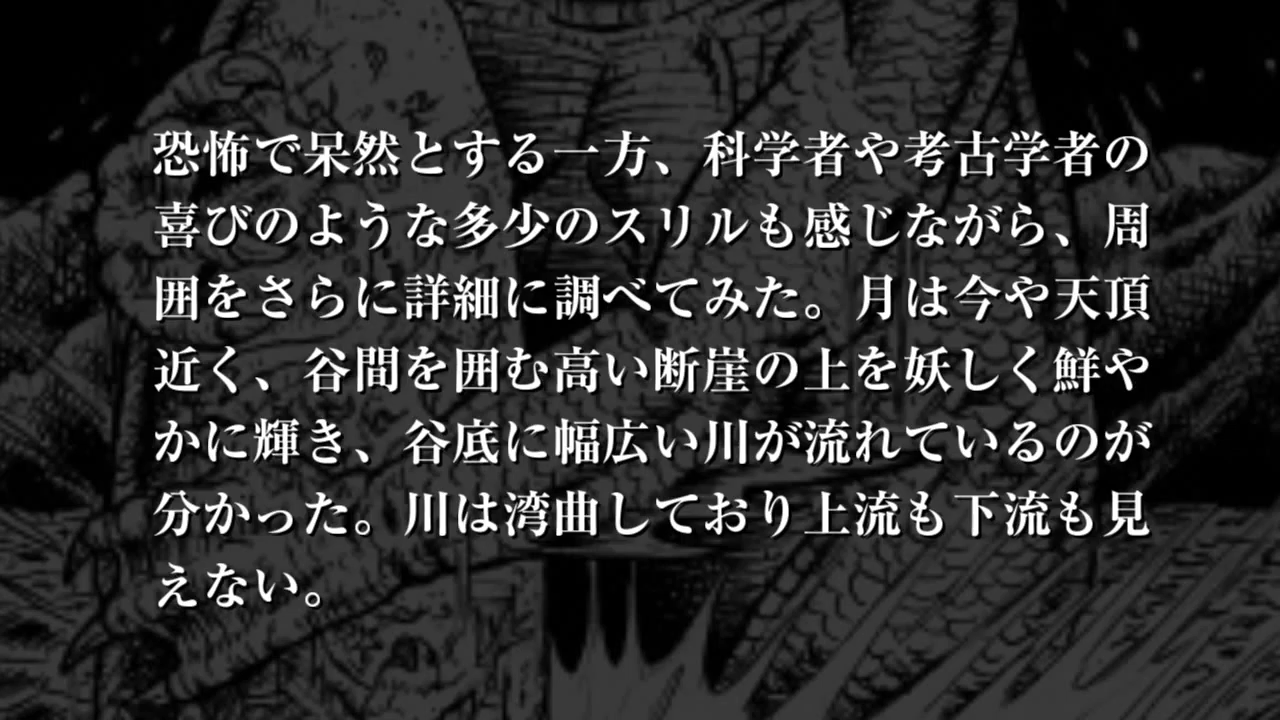 恐怖で呆然とする一方、科学者や考古学者の
喜びのような多少のスリルも感じながら、周
囲をさらに詳細に調べてみた。月は今や天頂
近く、谷間を囲む高い断崖の上を妖しく鮮や
かに輝き、谷底に幅広い川が流れているのが
分かった。川は湾曲しており上流も下流も見
えない。